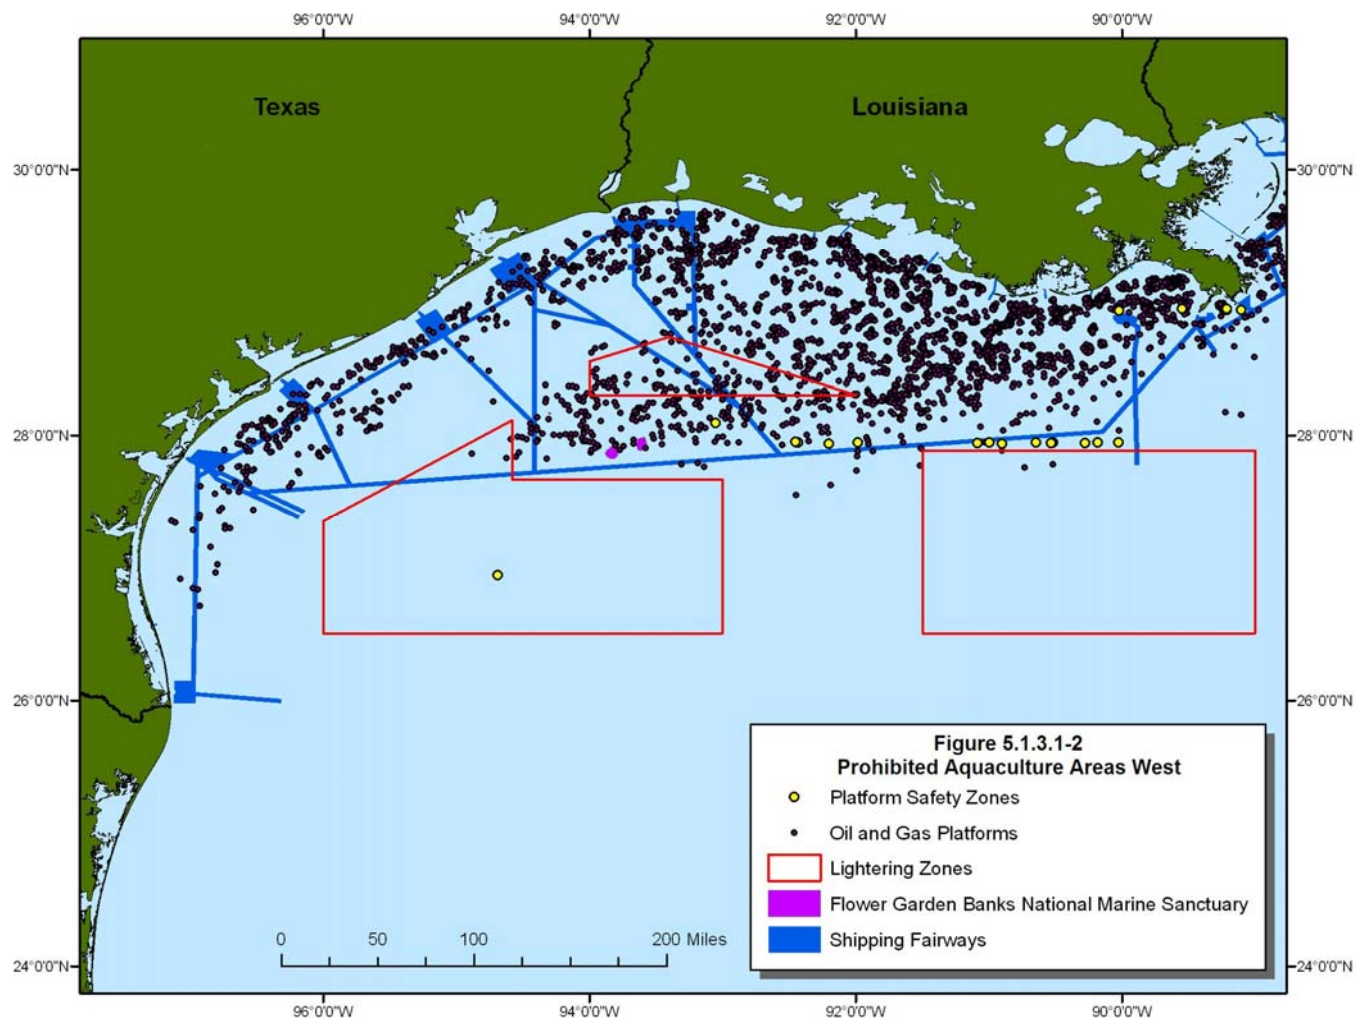 96°0'0"W 94°0'0"W 92°0'0"W 90°0'0"W
Texas Louisiana
30°0'0"N 30°0'0"N
28°0'0"N 28°0'0"N
26°0'0"N 26°0'0"N
Figure 5.1.3.1-2
Prohibited Aquaculture Areas West
Platform Safety Zones
Oil and Gas Platforms
Lightering Zones
Flower Garden Banks National Marine Sanctuary
Shipping Fairways
0 50 100 200 Miles
24°0'0"N 24°0'0"N
96°0'0"W 94°0'0"W 92°0'0"W 90°0'0"W